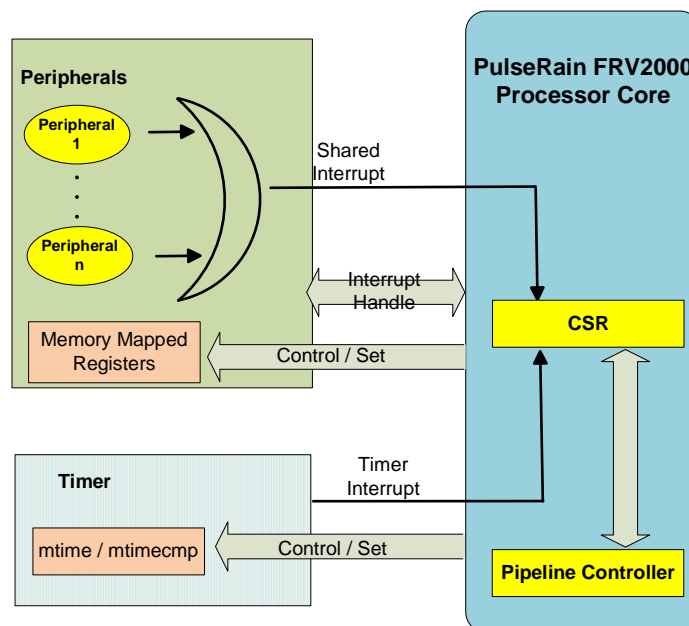 PulseRain FRV2000
Processor Core
Peripherals
Peripheral
1
Peripheral
n
Shared
Interrupt
Interrupt
Handle
CSR
Memory Mapped
Registers
Control / Set
Timer
Timer
Interrupt
mtime / mtimecmp
Control / Set
Pipeline Controller